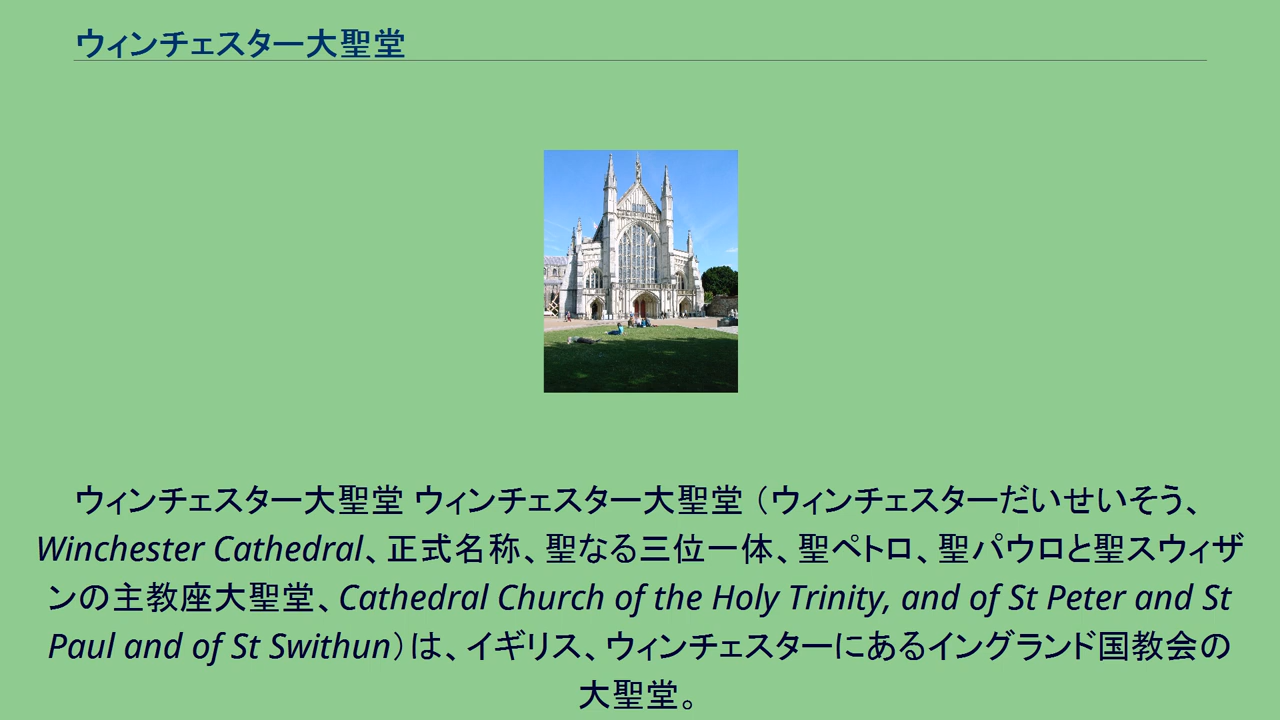 ウィンチェスター大聖堂
ウィンチェスター大聖堂 ウィンチェスター大聖堂（ウィンチェスターだいせいそう、
Winchester Cathedral、正式名称、聖なる三位一体、聖ペトロ、聖パウロと聖スウィザ
ンの主教座大聖堂、Cathedral Church of the Holy Trinity, and of St Peter and St
Paul and of St Swithun）は、イギリス、ウィンチェスターにあるイングランド国教会の
大聖堂。